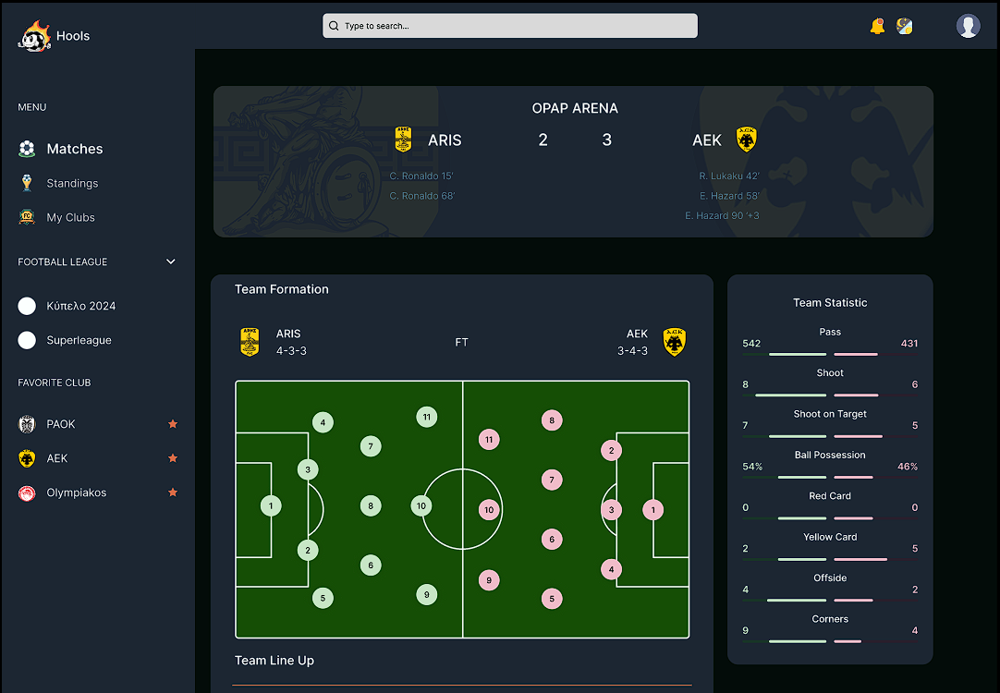 Hools
Type to search...
MENU
Matches
Standings
My Clubs
FOOTBALL LEAGUE
Κύπελο 2024
Superleague
FAVORITE CLUB
PAOK
AEK
Olympiakos
OPAP ARENA
ARIS 2 3 AEK
C. Ronaldo 15’ R. Lukaku 42’
C. Ronaldo 68’ E. Hazard 58’
E. Hazard 90 ’+3
Team Formation
ARIS FT AEK
4-3-3 3-4-3
11 8
4 11
7 2
3 7
1 8 10 10 3 1
2 6
6 4
9 9
5 5
Team Line Up
Team Statistic
Pass
542 431
Shoot
8 6
Shoot on Target
7 5
Ball Possession
54% 46%
Red Card
0 0
Yellow Card
2 5
Offside
4 2
Corners
9 4